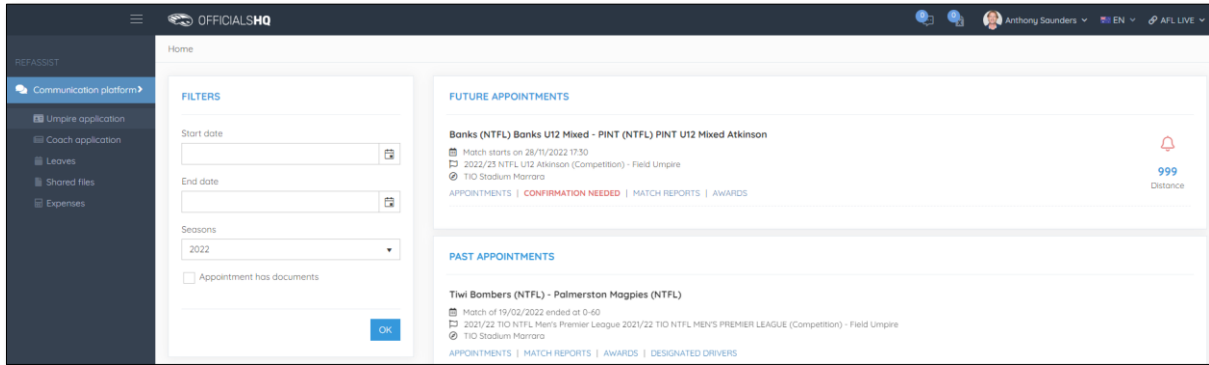 OFFICIALSHQ
0
0
Anthony Saunders
EN
AFL LIVE
REFASSIST
Communication platform
Umpire application
Coach application
Leaves
Shared files
Expenses
Home
FILTERS
Start date
End date
Seasons
2022
Appointment has documents
OK
FUTURE APPOINTMENTS
Banks (NTFL) Banks U12 Mixed - PINT (NTFL) PINT U12 Mixed Atkinson
Match starts on 28/11/2022 17:30
2022/23 NTFL U12 Atkinson (Competition) - Field Umpire
TIO Stadium Marrara
APPOINTMENTS | CONFIRMATION NEEDED | MATCH REPORTS | AWARDS
999
Distance
PAST APPOINTMENTS
Tiwi Bombers (NTFL) - Palmerston Magpies (NTFL)
Match of 19/02/2022 ended at 0-60
2021/22 TIO NTFL Men's Premier League 2021/22 TIO NTFL MEN'S PREMIER LEAGUE (Competition) - Field Umpire
TIO Stadium Marrara
APPOINTMENTS | MATCH REPORTS | AWARDS | DESIGNATED DRIVERS